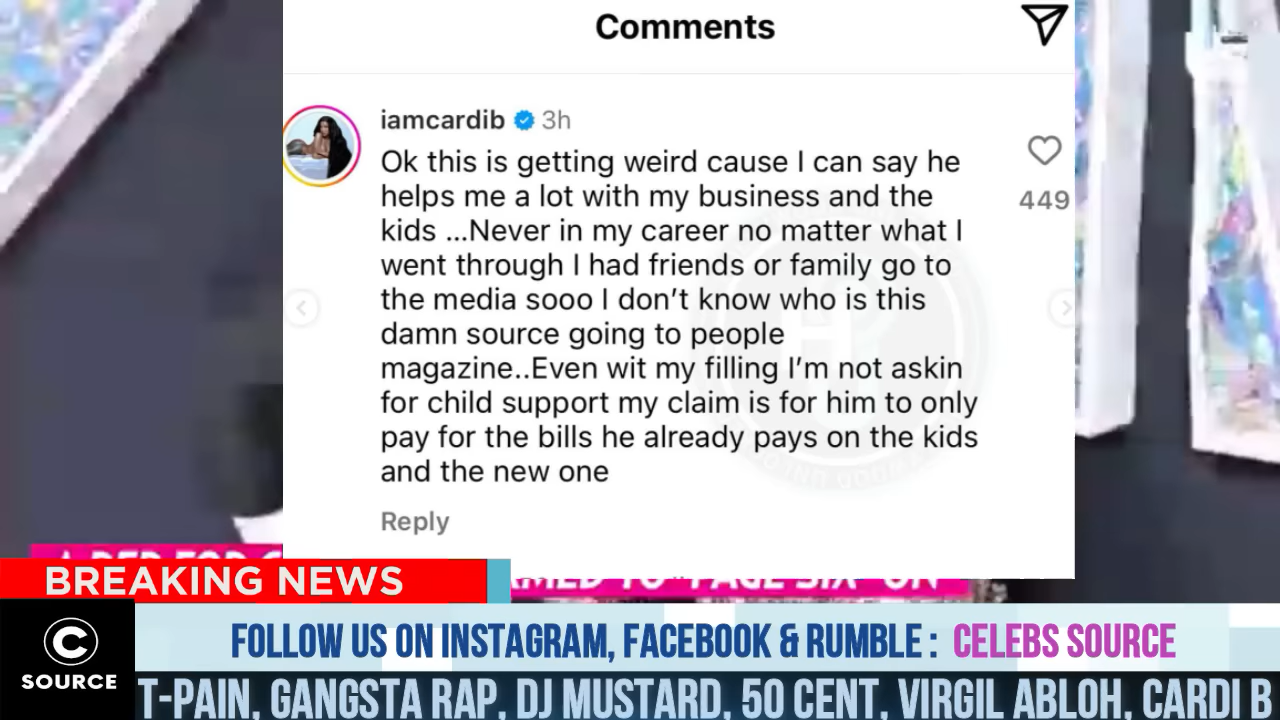 Comments
iamcardib 3h
Ok this is getting weird cause I can say he
helps me a lot with my business and the
kids ...Never in my career no matter what I
went through I had friends or family go to
the media sooo I don't know who is this
damn source going to people
magazine..Even wit my filling I'm not askin
for child support my claim is for him to only
pay for the bills he already pays on the kids
and the new one
449
Reply
TO "PAGE SIX" ON
BREAKING NEWS
C
SOURCE
FOLLOW US ON INSTAGRAM, FACEBOOK & RUMBLE : CELEBS SOURCE
T-PAIN, GANGSTA RAP, DJ MUSTARD, 50 CENT, VIRGIL ABLOH, CARDI B